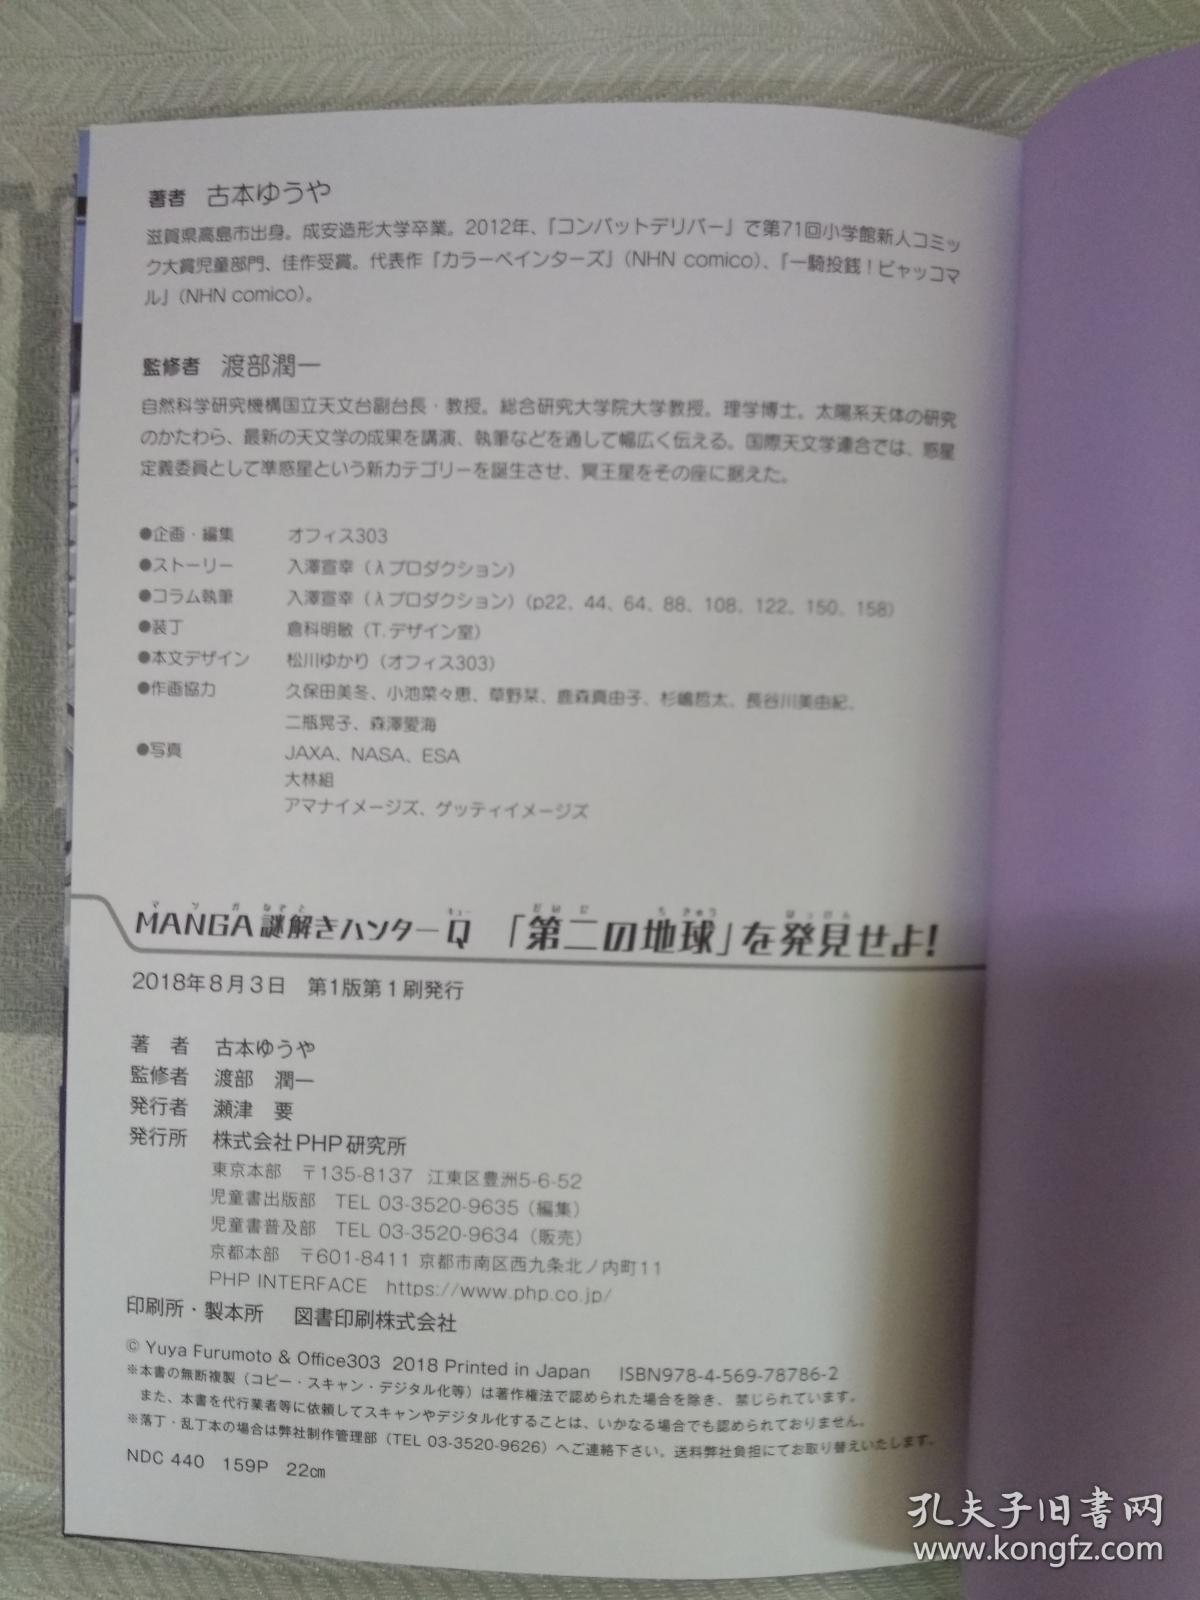 著者 古本ゆうや
滋賀県高島市出身。成安造形大学卒業。2012年、『コンバットデリバー』で第71回小学館新人コミッ
ク大賞児童部門、佳作受賞。代表作『カラーペインターズ』(NHN comico)、『一騎投銭!ビャッコマ
ル』(NHN comico)。
監修者 渡部潤一
自然科学研究機構国立天文台副台長・教授。総合研究大学院大学教授。理学博士。太陽系天体の研究
のかたわら、最新の天文学の成果を講演、執筆などを通して幅広く伝える。国際天文学連合では、惑星
定義委員として準惑星という新カテゴリーを誕生させ、冥王星をその座に据えた。
●企画・編集 オフィス303
●ストーリー 入澤宣幸(λプロダクション)
●コラム執筆 入澤宣幸(λプロダクション)(p22、44、64、88、108、122、150、158)
●装丁 倉科明敏(T.デザイン室)
●本文デザイン 松川ゆかり(オフィス303)
●作画協力 久保田美冬、小池菜々恵、草野栞、鹿森真由子、杉嶋哲太、長谷川美由紀、
二瓶晃子、森澤愛海
●写真 JAXA、NASA、ESA
大林組
アマナイメージズ、ゲッティイメージズ
マンガ なぞと キュー だいに ちきゅう はっけん
MANGA謎解きハンターQ 「第二の地球」を発見せよ!
2018年8月3日 第1版第1刷発行
著 者 古本ゆうや
監修者 渡部 潤一
発行者 瀬津 要
発行所 株式会社PHP研究所
東京本部 〒135-8137 江東区豊洲5-6-52
児童書出版部 TEL 03-3520-9635(編集)
児童書普及部 TEL 03-3520-9634(販売)
京都本部 〒601-8411 京都市南区西九条北ノ内町11
PHP INTERFACE https://www.php.co.jp/
印刷所・製本所 図書印刷株式会社
© Yuya Furumoto & Office303 2018 Printed in Japan ISBN978-4-569-78786-2
※本書の無断複製(コピー・スキャン・デジタル化等)は著作権法で認められた場合を除き、禁じられています。
また、本書を代行業者等に依頼してスキャンやデジタル化することは、いかなる場合でも認められておりません。
※落丁・乱丁本の場合は弊社制作管理部(TEL 03-3520-9626)へご連絡下さい。送料弊社負担にてお取り替えいたします。
NDC 440 159P 22cm
孔夫子旧书网
www.kongfz.com